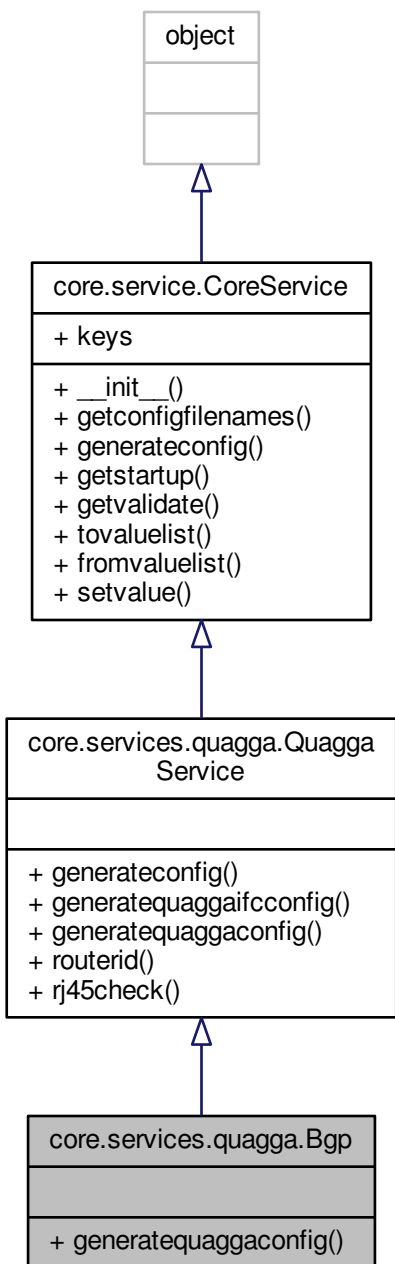 object
core.service.CoreService
+ keys
+ __init__()
+ getconfigfilenames()
+ generateconfig()
+ getstartup()
+ getvalidate()
+ tovaluelist()
+ fromvaluelist()
+ setvalue()
core.services.quagga.Quagga
Service
+ generateconfig()
+ generatequaggaifcconfig()
+ generatequaggaconfig()
+ routerid()
+ rj45check()
core.services.quagga.Bgp
+ generatequaggaconfig()